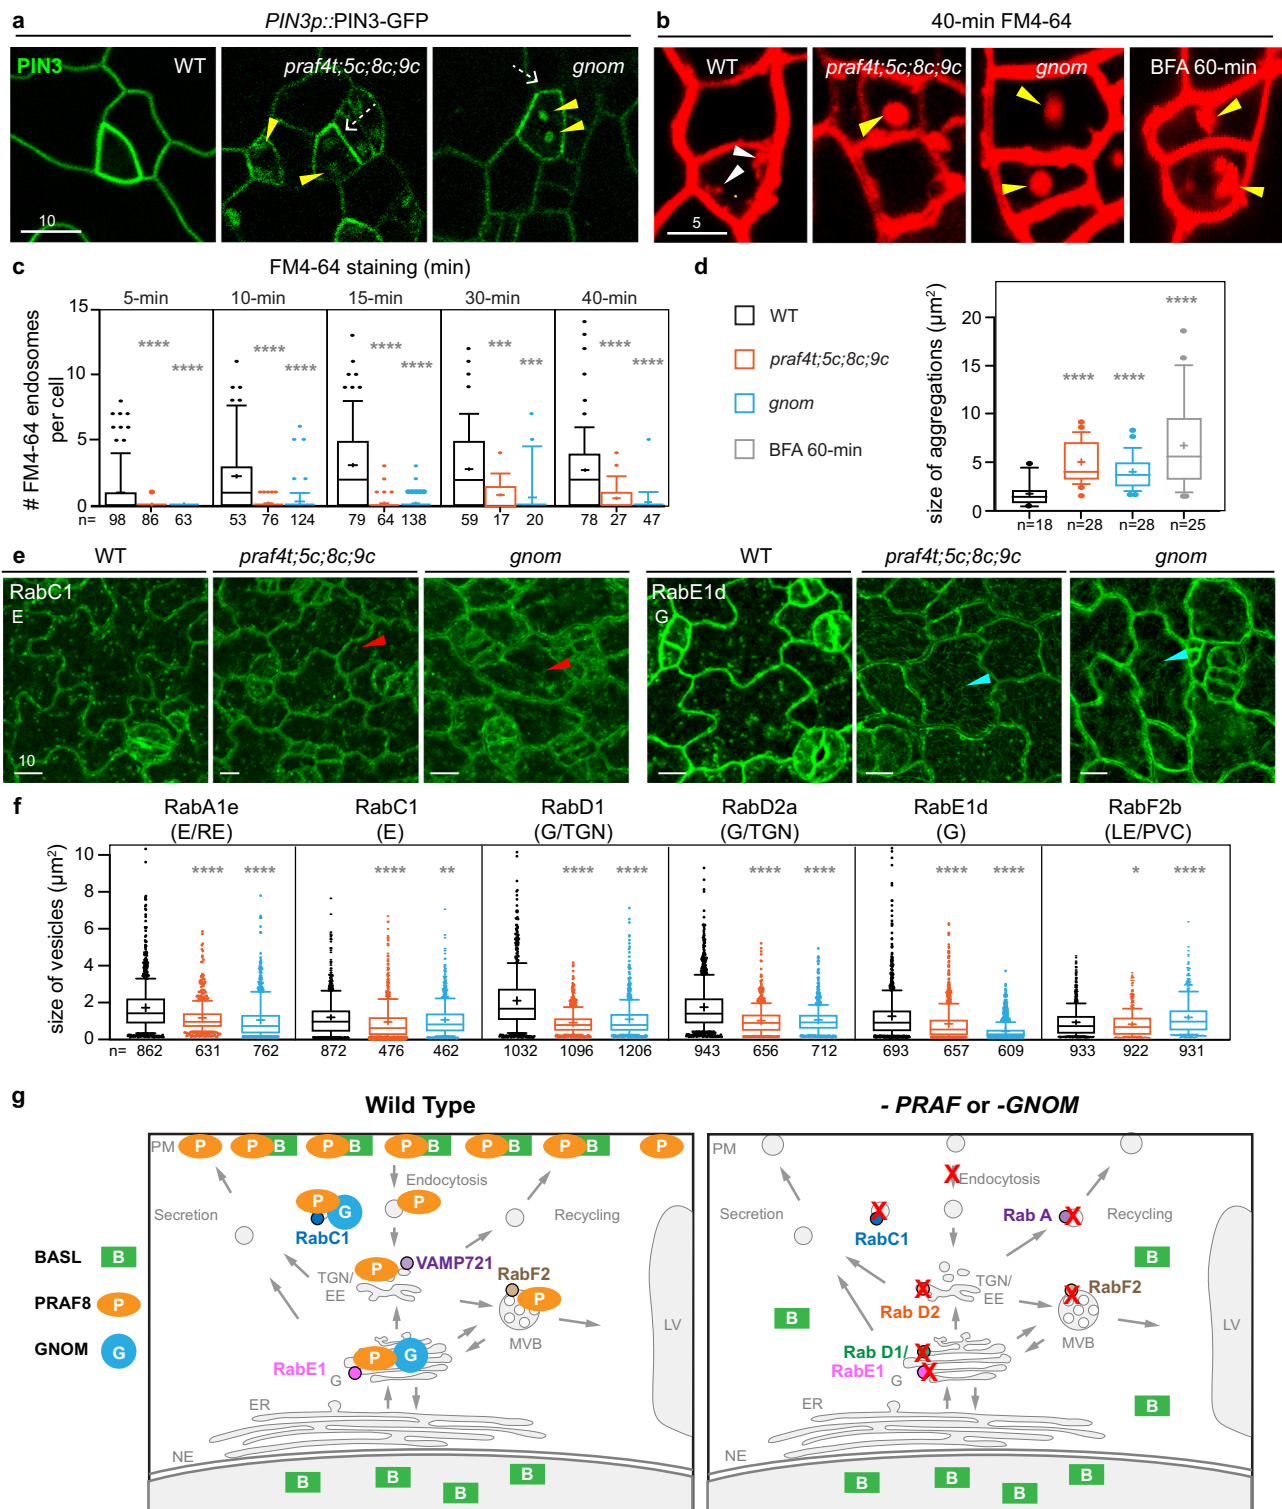 a
PIN3p::PIN3-GFP
PIN3
WT
praf4t;5c;8c;9c
gnom
10
b
40-min FM4-64
WT
praf4t;5c;8c;9c
gnom
BFA 60-min
5
c
FM4-64 staining (min)
5-min 10-min 15-min 30-min 40-min
# FM4-64 endosomes
per cell
15
10
5
0
**** **** **** **** **** **** *** *** **** ****
n= 98 86 63 53 76 124 79 64 138 59 17 20 78 27 47
WT
praf4t;5c;8c;9c
gnom
BFA 60-min
d
size of aggregations (µm²)
20
15
10
5
0
**** **** ****
n=18 n=28 n=28 n=25
e
WT praf4t;5c;8c;9c gnom
RabC1
E
10
WT praf4t;5c;8c;9c gnom
RabE1d
G
f
RabA1e RabC1 RabD1 RabD2a RabE1d RabF2b
(E/RE) (E) (G/TGN) (G/TGN) (G) (LE/PVC)
size of vesicles (µm²)
10
8
6
4
2
0
**** **** **** ** **** **** **** **** **** **** * ****
n= 862 631 762 872 476 462 1032 1096 1206 943 656 712 693 657 609 933 922 931
g
Wild Type
BASL B
PRAF8 P
GNOM G
PM P P B P B P B P B P B P
Endocytosis
P G P
Secretion
Recycling
RabC1
P VAMP721
TGN/
EE
RabF2
P
MVB
LV
P G
RabE1
G
ER
NE
B B B B
- PRAF or -GNOM
PM
X Endocytosis
X
Secretion
RabC1
Rab A X
Recycling
B
TGN/
EE
X
Rab D2
X RabF2
MVB
LV
B
Rab D1/ X
RabE1 X
G
B
ER
NE
B B B B